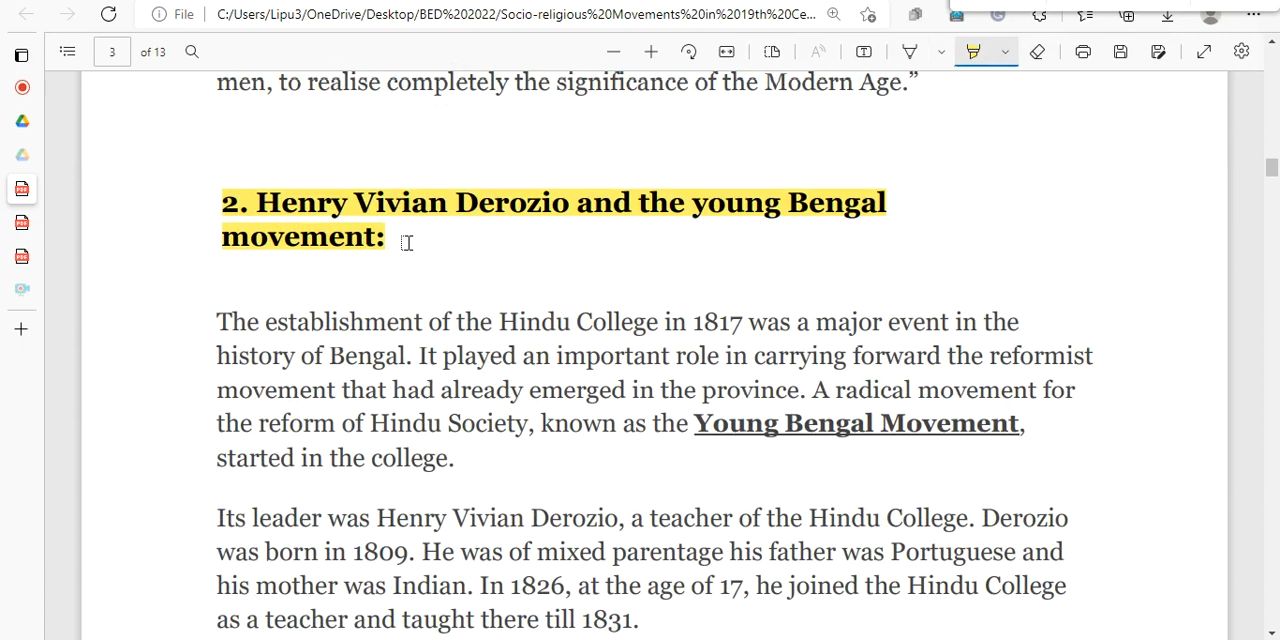 File
C:/Users/Lipu3/OneDrive/Desktop/BED%202022/Socio-religious%20Movements%20in%2019th%20Ce...
3 of 13
men, to realise completely the significance of the Modern Age.”
2. Henry Vivian Derozio and the young Bengal
movement:
The establishment of the Hindu College in 1817 was a major event in the
history of Bengal. It played an important role in carrying forward the reformist
movement that had already emerged in the province. A radical movement for
the reform of Hindu Society, known as the Young Bengal Movement,
started in the college.
Its leader was Henry Vivian Derozio, a teacher of the Hindu College. Derozio
was born in 1809. He was of mixed parentage his father was Portuguese and
his mother was Indian. In 1826, at the age of 17, he joined the Hindu College
as a teacher and taught there till 1831.